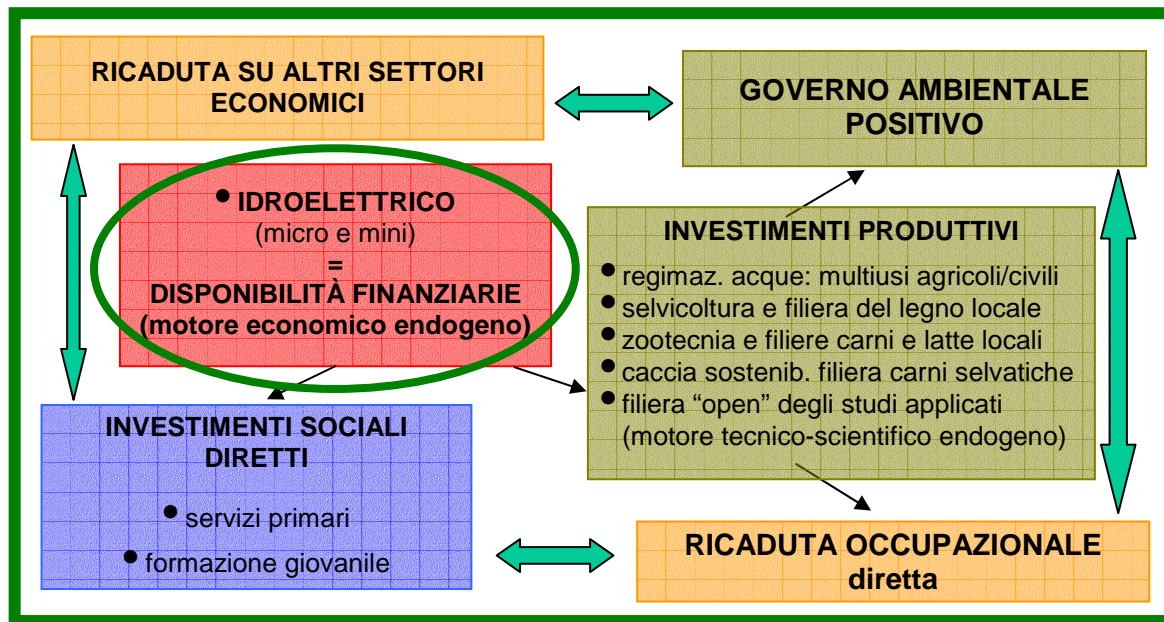 RICADUTA SU ALTRI SETTORI
ECONOMICI
GOVERNO AMBIENTALE
POSITIVO
• IDROELETTRICO
(micro e mini)
=
DISPONIBILITÀ FINANZIARIE
(motore economico endogeno)
INVESTIMENTI PRODUTTIVI
• regimaz. acque: multiusi agricoli/civili
• selvicoltura e filiera del legno locale
• zootecnia e filiere carni e latte locali
• caccia sostenib. filiera carni selvatiche
• filiera “open” degli studi applicati
(motore tecnico-scientifico endogeno)
INVESTIMENTI SOCIALI
DIRETTI
• servizi primari
• formazione giovanile
RICADUTA OCCUPAZIONALE
diretta